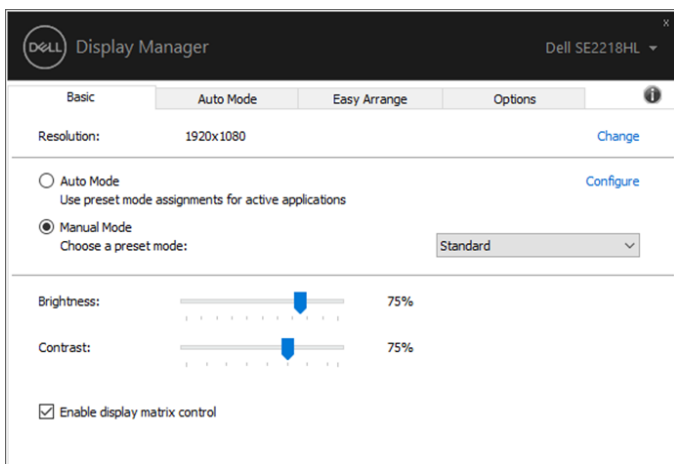 x
DELL Display Manager Dell SE2218HL
Basic Auto Mode Easy Arrange Options i
Resolution: 1920x1080 Change
Auto Mode Configure
Use preset mode assignments for active applications
Manual Mode
Choose a preset mode: Standard
Brightness: 75%
Contrast: 75%
Enable display matrix control